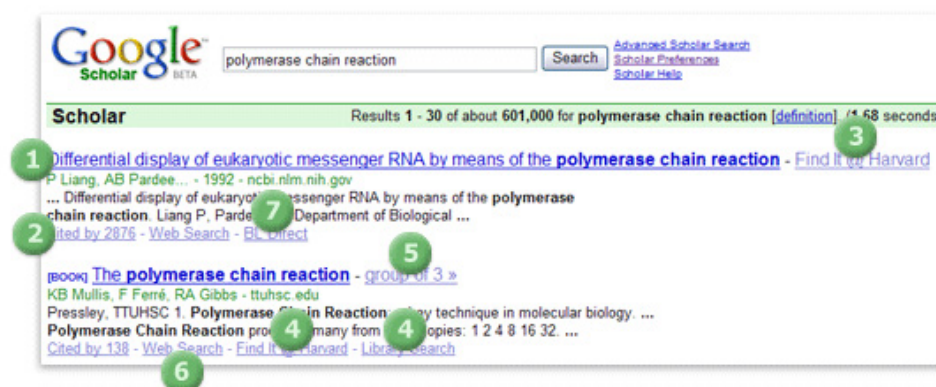 Google
Scholar BETA
polymerase chain reaction
Search
Advanced Scholar Search
Scholar Preferences
Scholar Help
Scholar
Results 1 - 30 of about 601,000 for polymerase chain reaction [definition]. (1.68 seconds
3
1
Differential display of eukaryotic messenger RNA by means of the polymerase chain reaction - Find It @ Harvard
P Liang, AB Pardee... - 1992 - ncbi.nlm.nih.gov
... Differential display of eukaryotic messenger RNA by means of the polymerase
7
chain reaction. Liang P, Department of Biological ...
2
Cited by 2876 - Web Search - BL Direct
5
[BOOK] The polymerase chain reaction - group of 3 »
KB Mullis, F Ferré, RA Gibbs - ttuhsc.edu
Pressley, TTUHSC 1. Polymerase Chain Reaction: key technique in molecular biology. ...
4
4
Polymerase Chain Reaction many from copies: 1 2 4 8 16 32. ...
Cited by 138 - Web Search - Find It @ Harvard - Library Search
6